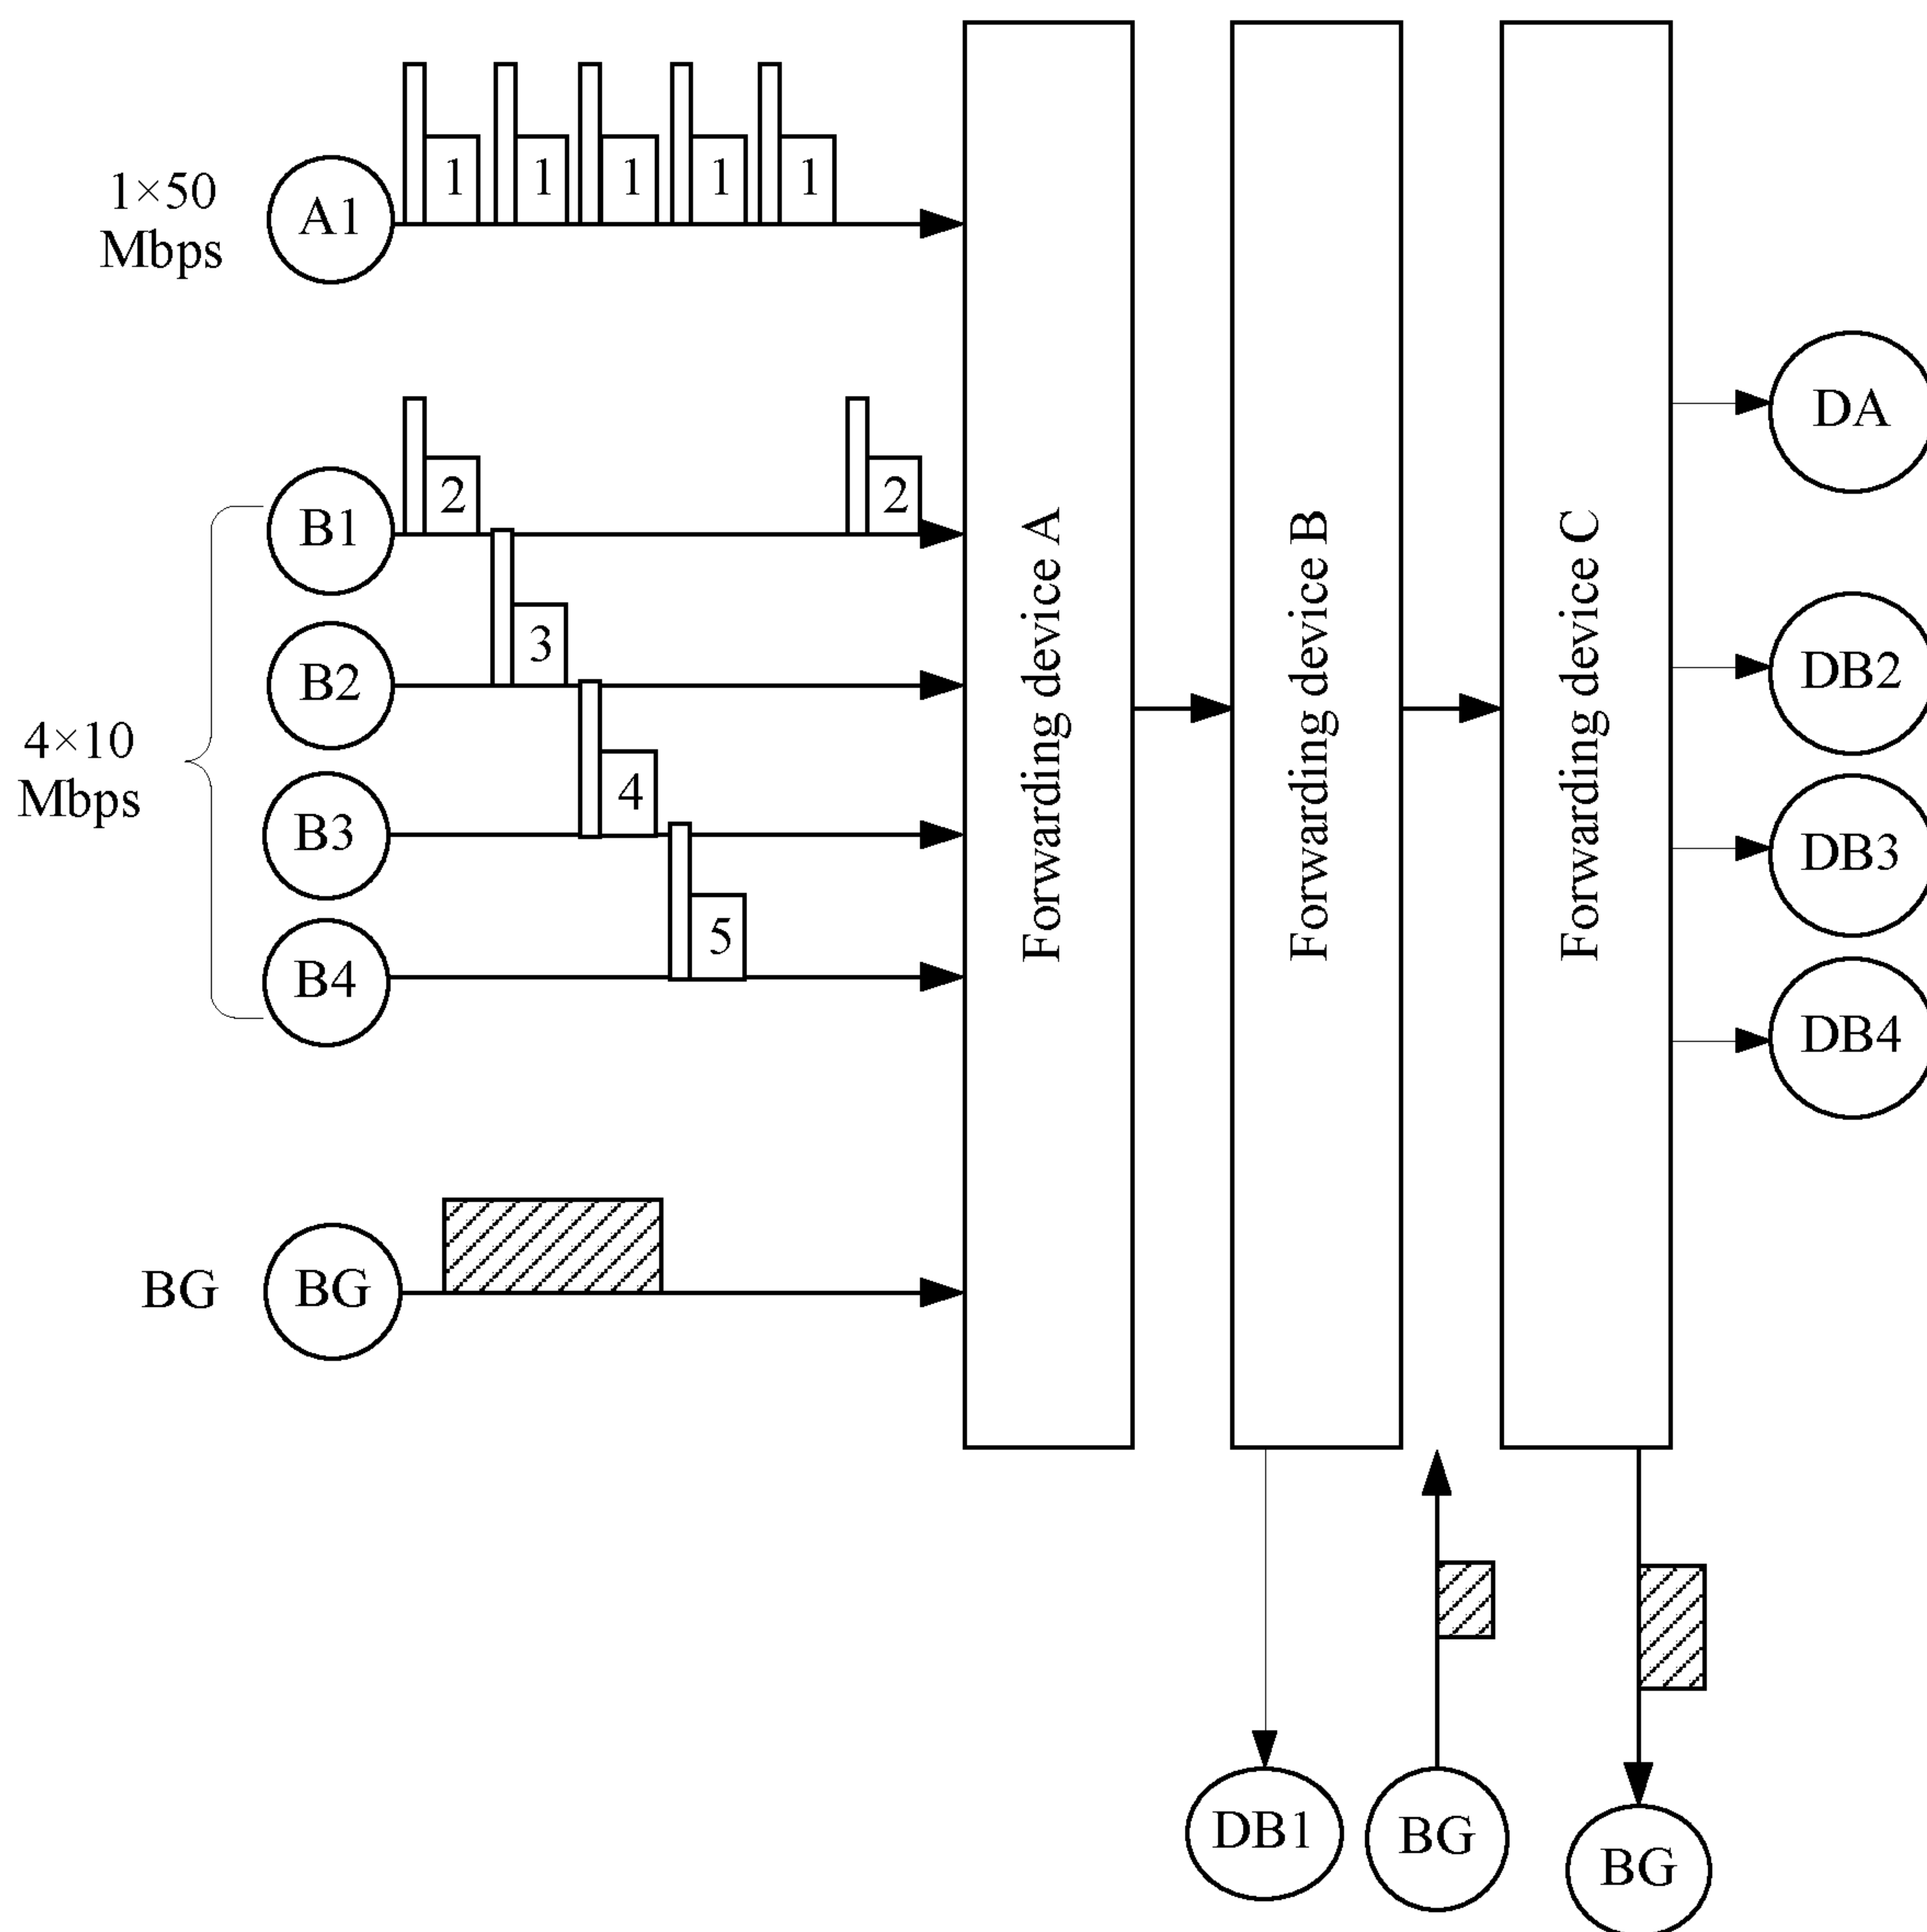 1×50
Mbps
A1
1
1
1
1
1
B1
2
2
B2
3
4×10
Mbps
B3
4
B4
5
BG
BG
Forwarding device A
Forwarding device B
Forwarding device C
DA
DB2
DB3
DB4
DB1
BG
BG